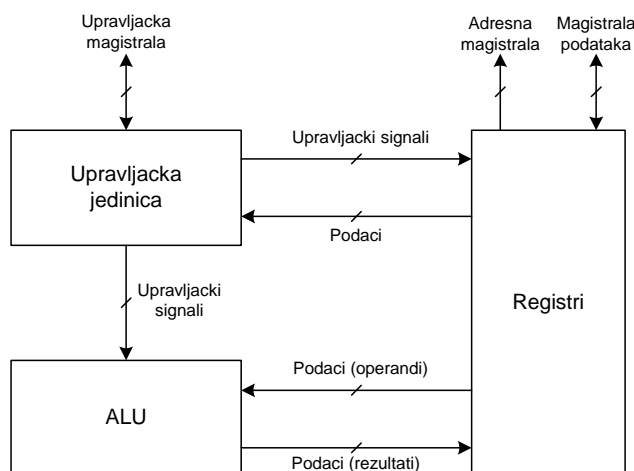 Upravljacka
magistrala
Adresna
magistrala
Magistrala
podataka
Upravljacka
jedinica
Upravljacki signali
Podaci
Upravljacki
signali
Registri
ALU
Podaci (operandi)
Podaci (rezultati)